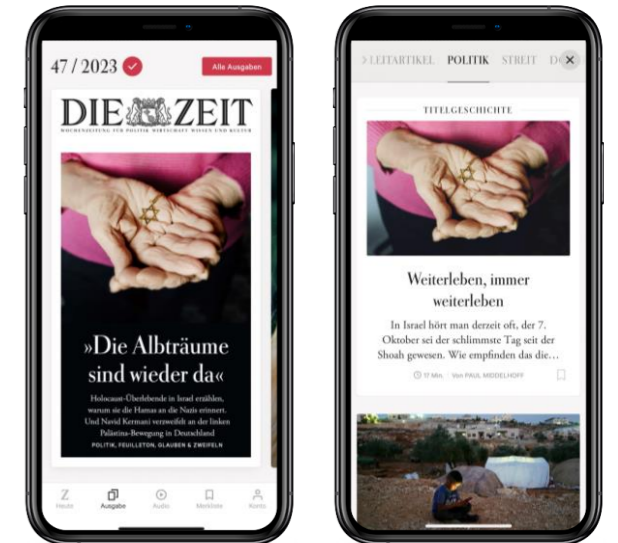 47 / 2023
Alle Ausgaben
DIE ZEIT
WOCHENZEITUNG FÜR POLITIK WIRTSCHAFT WISSEN UND KULTUR
»Die Albträume
sind wieder da«
Holocaust-Überlebende in Israel erzählen,
warum sie die Hamas an die Nazis erinnert.
Und Navid Kermani verzweifelt an der linken
Palästina-Bewegung in Deutschland
POLITIK, FEUILLETON, GLAUBEN & ZWEIFELN
Z
Heute
Ausgabe
Audio
Merkliste
Konto
LEITARTIKEL POLITIK STREIT
TITELGESCHICHTE
Weiterleben, immer
weiterleben
In Israel hört man derzeit oft, der 7.
Oktober sei der schlimmste Tag seit der
Shoah gewesen. Wie empfinden das die…
17 Min. Von PAUL MIDDELHOFF